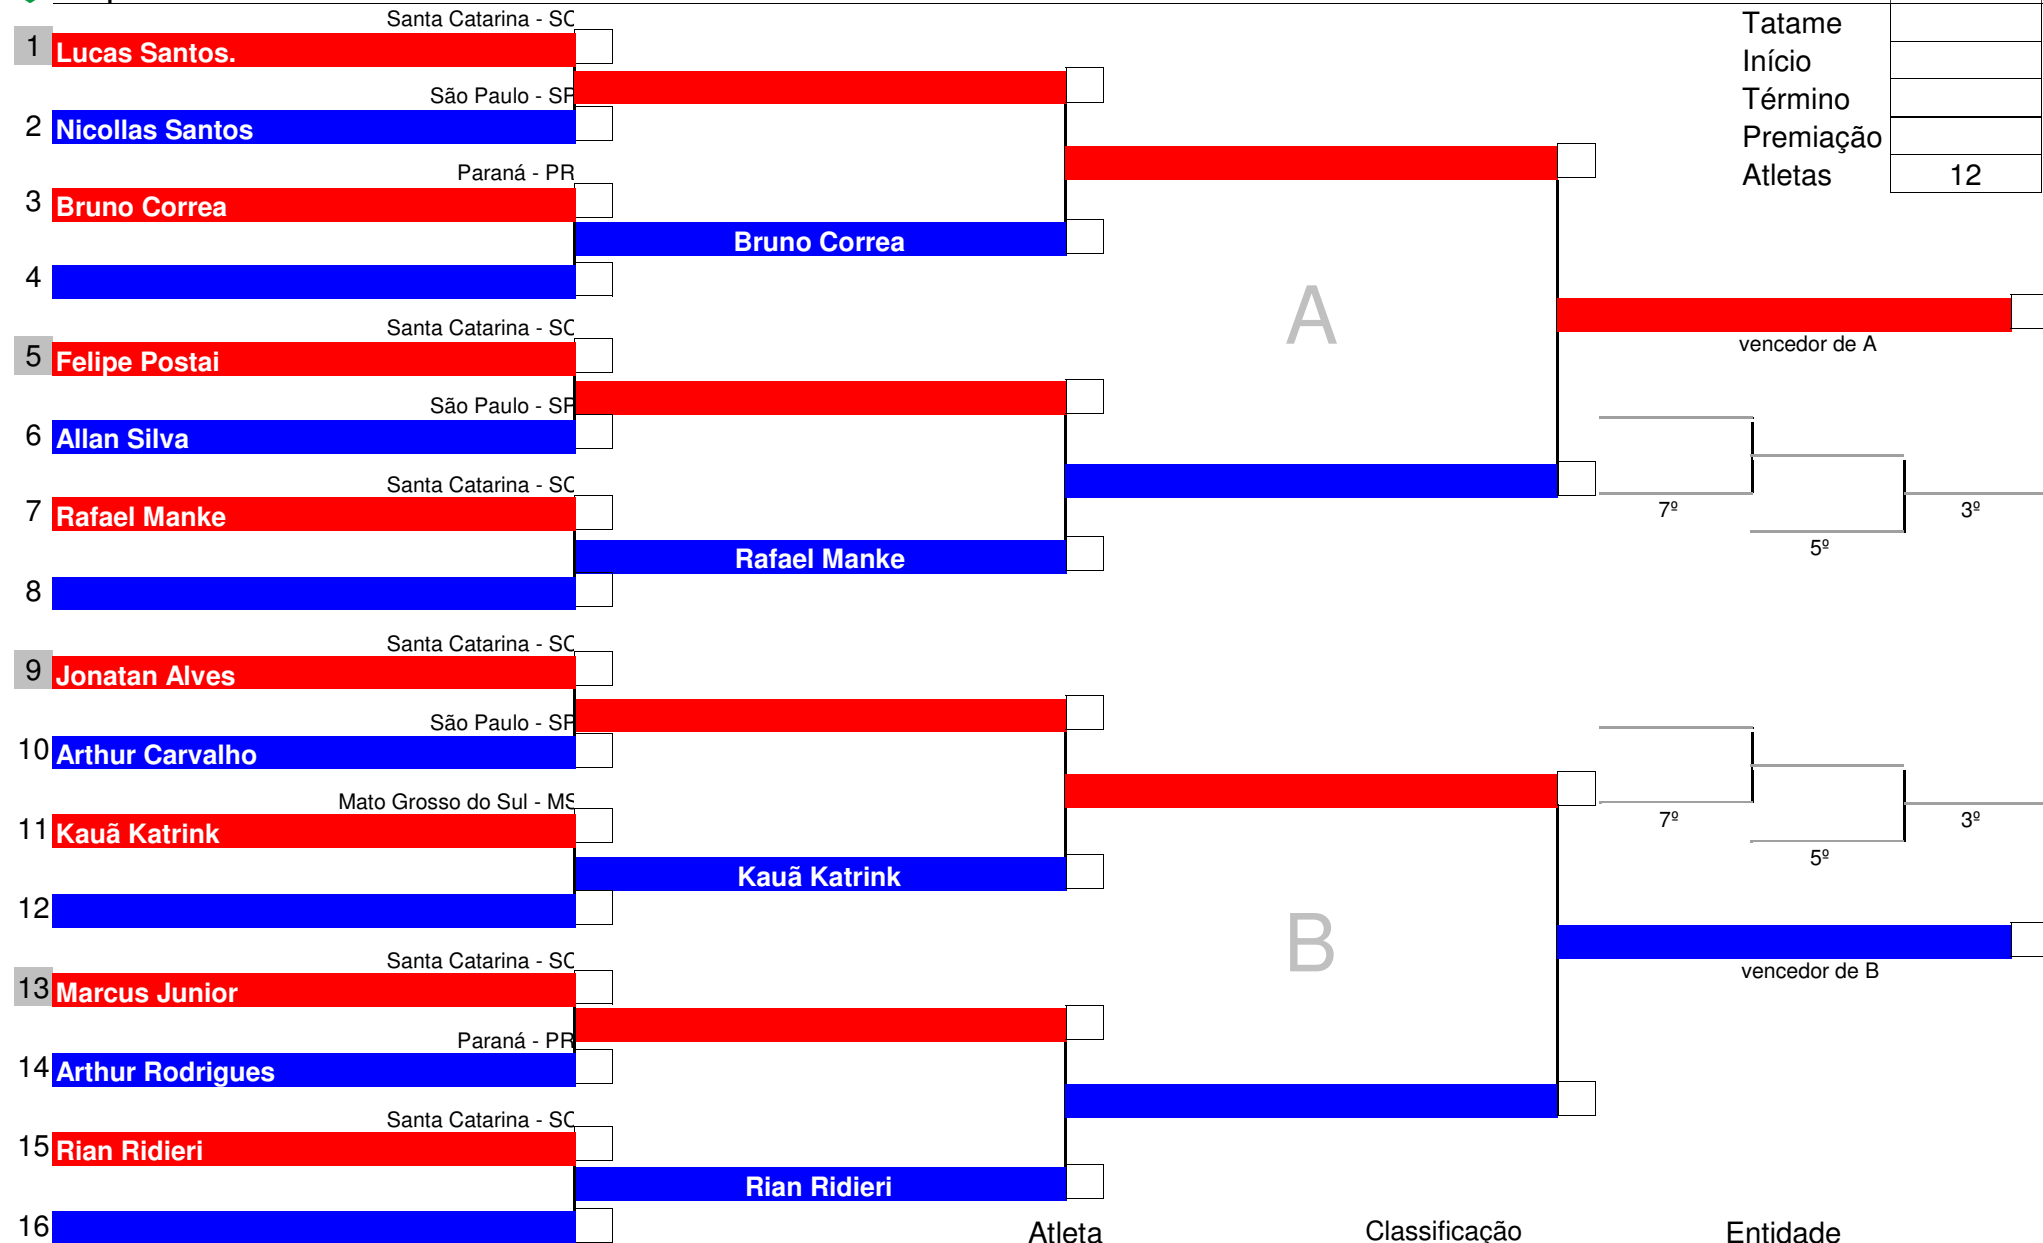 Santa Catarina - SC
1 Lucas Santos.
São Paulo - SP
2 Nicollas Santos
Paraná - PR
3 Bruno Correa
Bruno Correa
4
Santa Catarina - SC
5 Felipe Postai
São Paulo - SP
6 Allan Silva
Santa Catarina - SC
7 Rafael Manke
Rafael Manke
8
Santa Catarina - SC
9 Jonatan Alves
São Paulo - SP
10 Arthur Carvalho
Mato Grosso do Sul - MS
11 Kauã Katrink
Kauã Katrink
12
Santa Catarina - SC
13 Marcus Junior
Paraná - PR
14 Arthur Rodrigues
Santa Catarina - SC
15 Rian Ridieri
Rian Ridieri
16
A
B
Tatame
Início
Término
Premiação
Atletas 12
vencedor de A
7º
5º
3º
7º
5º
3º
vencedor de B
Atleta Classificação Entidade